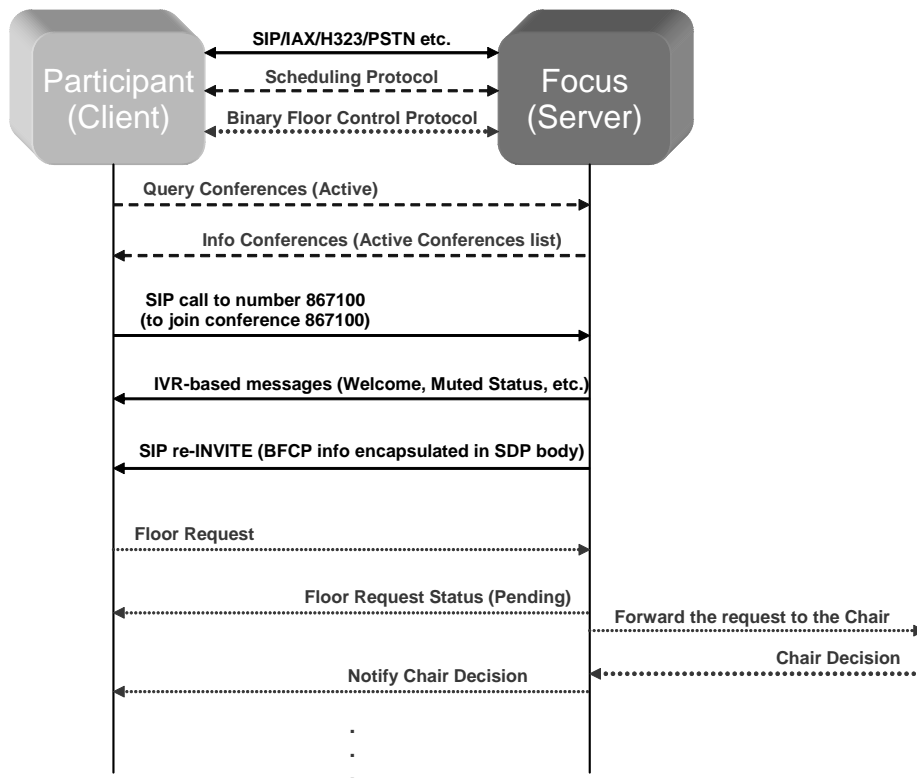 SIP/IAX/H323/PSTN etc.
Participant
(Client)
Scheduling Protocol
Focus
(Server)
Binary Floor Control Protocol
Query Conferences (Active)
Info Conferences (Active Conferences list)
SIP call to number 867100
(to join conference 867100)
IVR-based messages (Welcome, Muted Status, etc.)
SIP re-INVITE (BFCP info encapsulated in SDP body)
Floor Request
Floor Request Status (Pending)
Forward the request to the Chair
Chair Decision
Notify Chair Decision
.
.
.